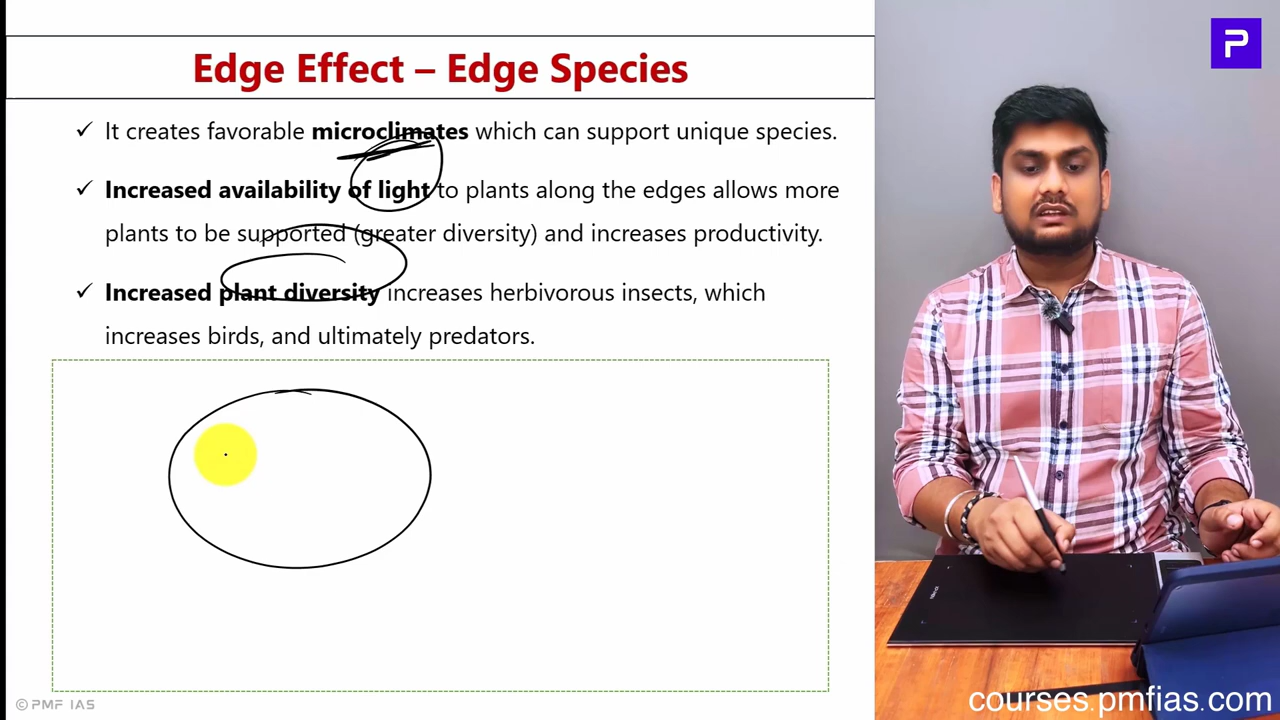 Edge Effect – Edge Species
✓ It creates favorable microclimates which can support unique species.
✓ Increased availability of light to plants along the edges allows more
plants to be supported (greater diversity) and increases productivity.
✓ Increased plant diversity increases herbivorous insects, which
increases birds, and ultimately predators.
© PMF IAS
P
courses.pmfias.com